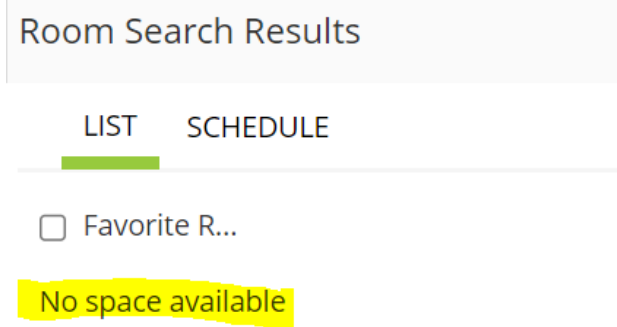 Room Search Results
LIST SCHEDULE
Favorite R...
No space available